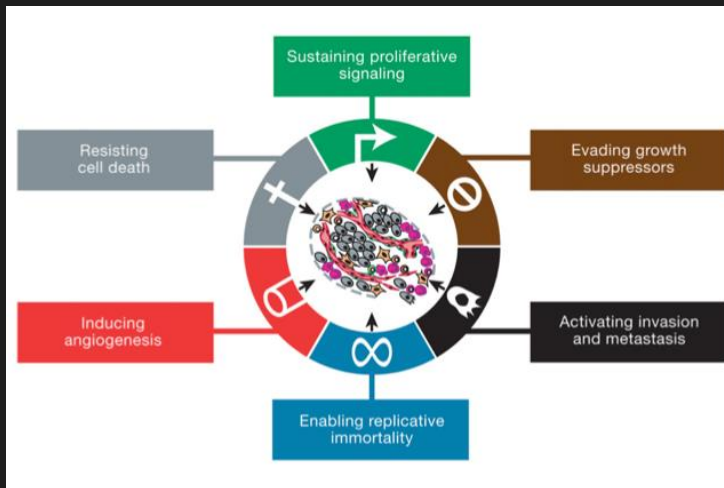 Sustaining proliferative
signaling
Resisting
cell death
Evading growth
suppressors
Inducing
angiogenesis
Activating invasion
and metastasis
Enabling replicative
immortality